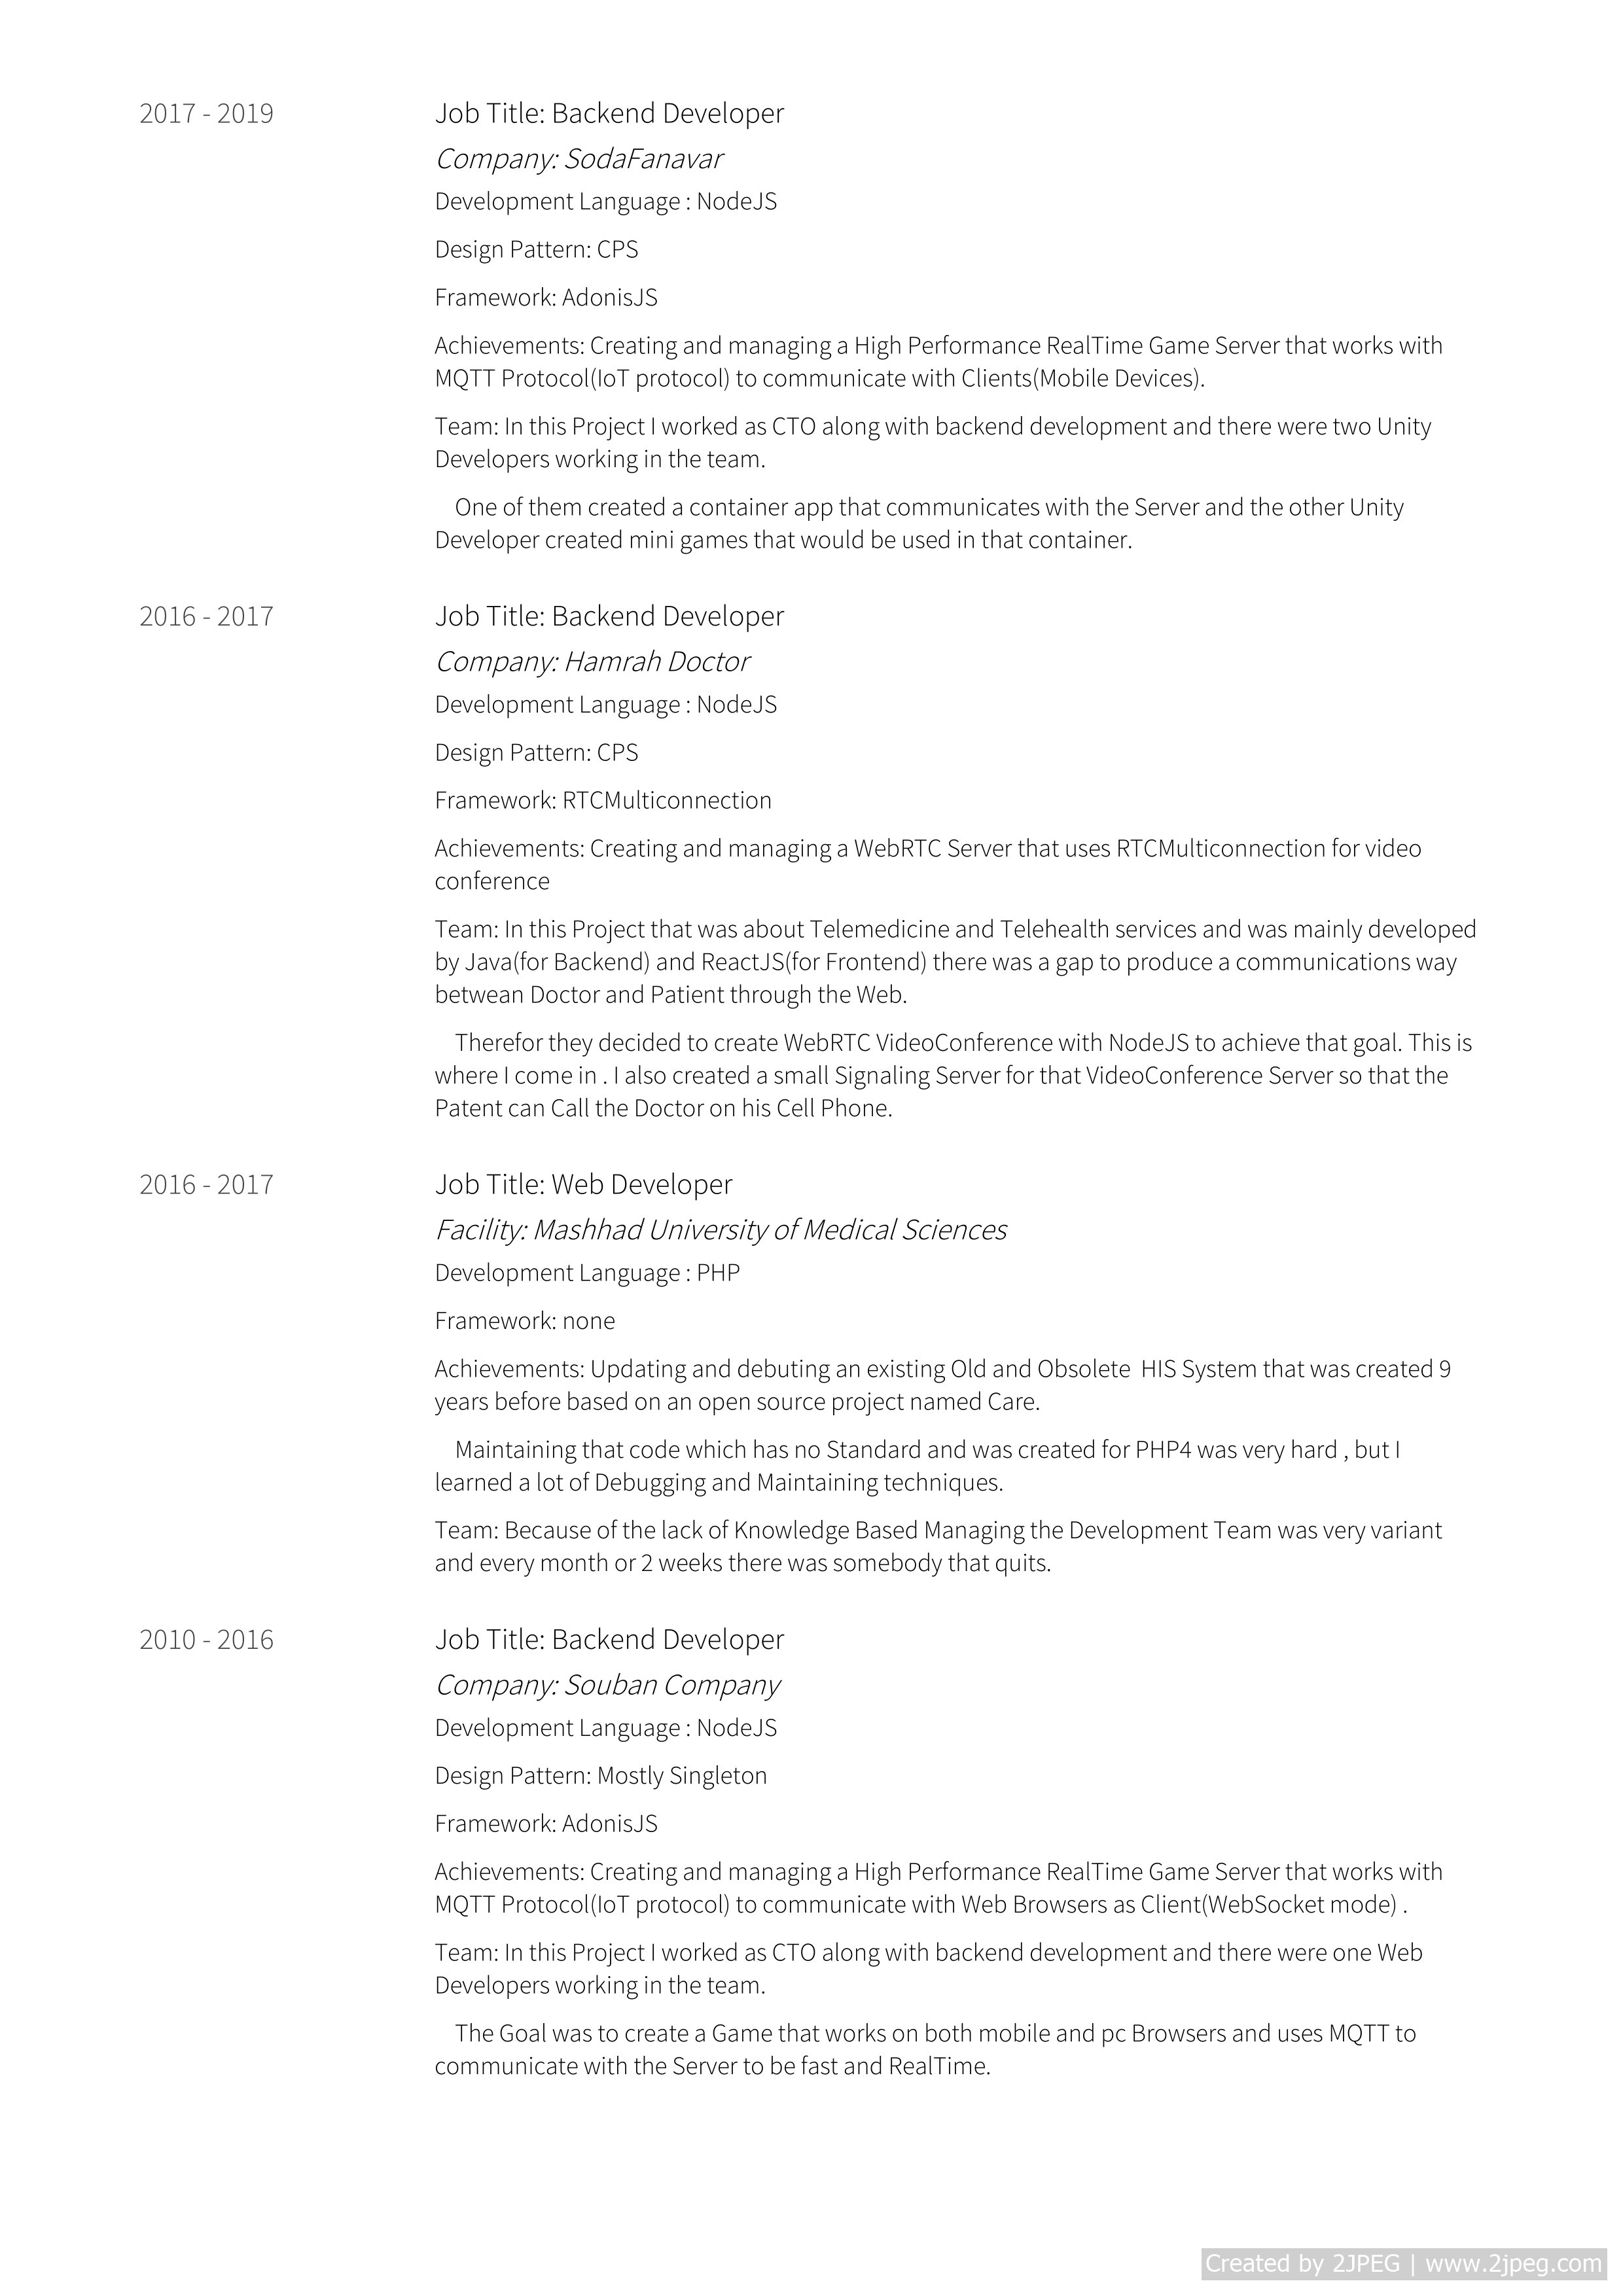 2017 - 2019
Job Title: Backend Developer
Company: SodaFanavar
Development Language : NodeJS
Design Pattern: CPS
Framework: AdonisJS
Achievements: Creating and managing a High Performance RealTime Game Server that works with
MQTT Protocol(IoT protocol) to communicate with Clients(Mobile Devices).
Team: In this Project I worked as CTO along with backend development and there were two Unity
Developers working in the team.
One of them created a container app that communicates with the Server and the other Unity
Developer created mini games that would be used in that container.
2016 - 2017
Job Title: Backend Developer
Company: Hamrah Doctor
Development Language : NodeJS
Design Pattern: CPS
Framework: RTCMulticonnection
Achievements: Creating and managing a WebRTC Server that uses RTCMulticonnection for video
conference
Team: In this Project that was about Telemedicine and Telehealth services and was mainly developed
by Java(for Backend) and ReactJS(for Frontend) there was a gap to produce a communications way
betwean Doctor and Patient through the Web.
Therefor they decided to create WebRTC VideoConference with NodeJS to achieve that goal. This is
where I come in . I also created a small Signaling Server for that VideoConference Server so that the
Patent can Call the Doctor on his Cell Phone.
2016 - 2017
Job Title: Web Developer
Facility: Mashhad University of Medical Sciences
Development Language : PHP
Framework: none
Achievements: Updating and debuting an existing Old and Obsolete  HIS System that was created 9
years before based on an open source project named Care.
Maintaining that code which has no Standard and was created for PHP4 was very hard , but I
learned a lot of Debugging and Maintaining techniques.
Team: Because of the lack of Knowledge Based Managing the Development Team was very variant
and every month or 2 weeks there was somebody that quits.
2010 - 2016
Job Title: Backend Developer
Company: Souban Company
Development Language : NodeJS
Design Pattern: Mostly Singleton
Framework: AdonisJS
Achievements: Creating and managing a High Performance RealTime Game Server that works with
MQTT Protocol(IoT protocol) to communicate with Web Browsers as Client(WebSocket mode) .
Team: In this Project I worked as CTO along with backend development and there were one Web
Developers working in the team.
The Goal was to create a Game that works on both mobile and pc Browsers and uses MQTT to
communicate with the Server to be fast and RealTime.
Created by 2JPEG | www.2jpeg.com